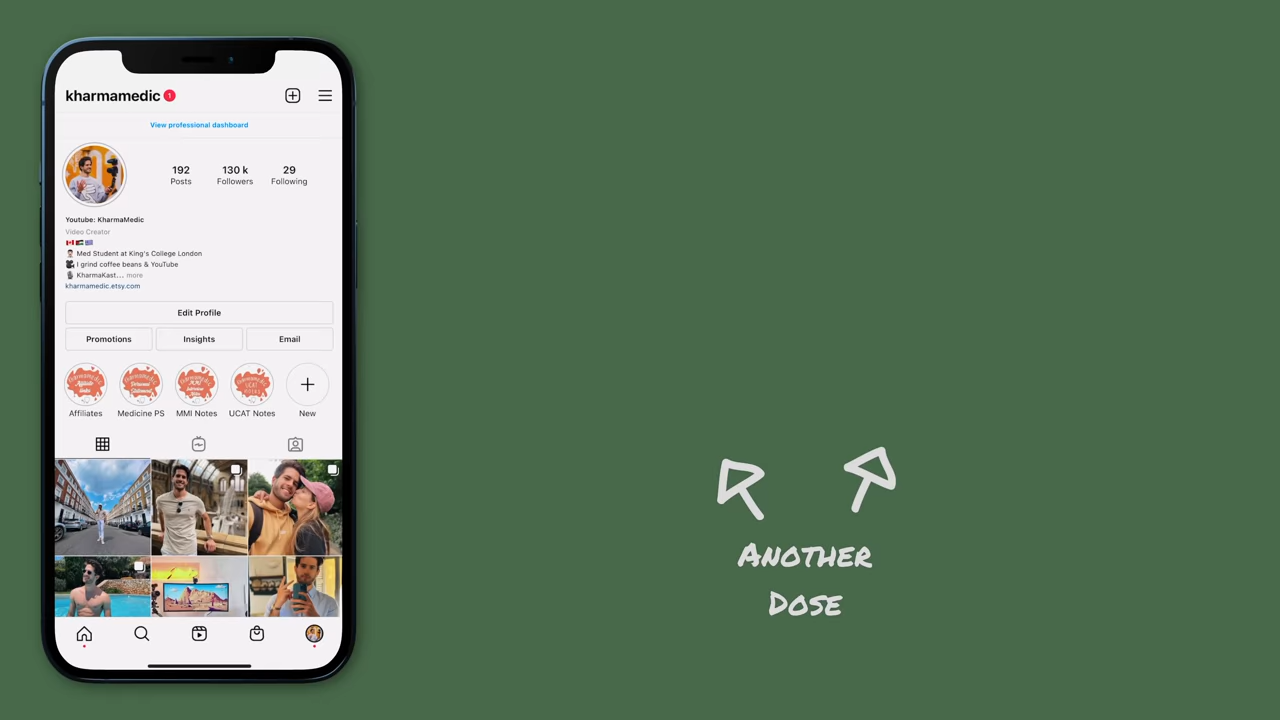 kharmamedic 1
View professional dashboard
192 130 k 29
Posts Followers Following
Youtube: KharmaMedic
Video Creator
Med Student at King's College London
I grind coffee beans & YouTube
KharmaKast... more
kharmamedic.etsy.com
Edit Profile
Promotions Insights Email
Affiliates Medicine PS MMI Notes UCAT Notes New
ANOTHER
DOSE